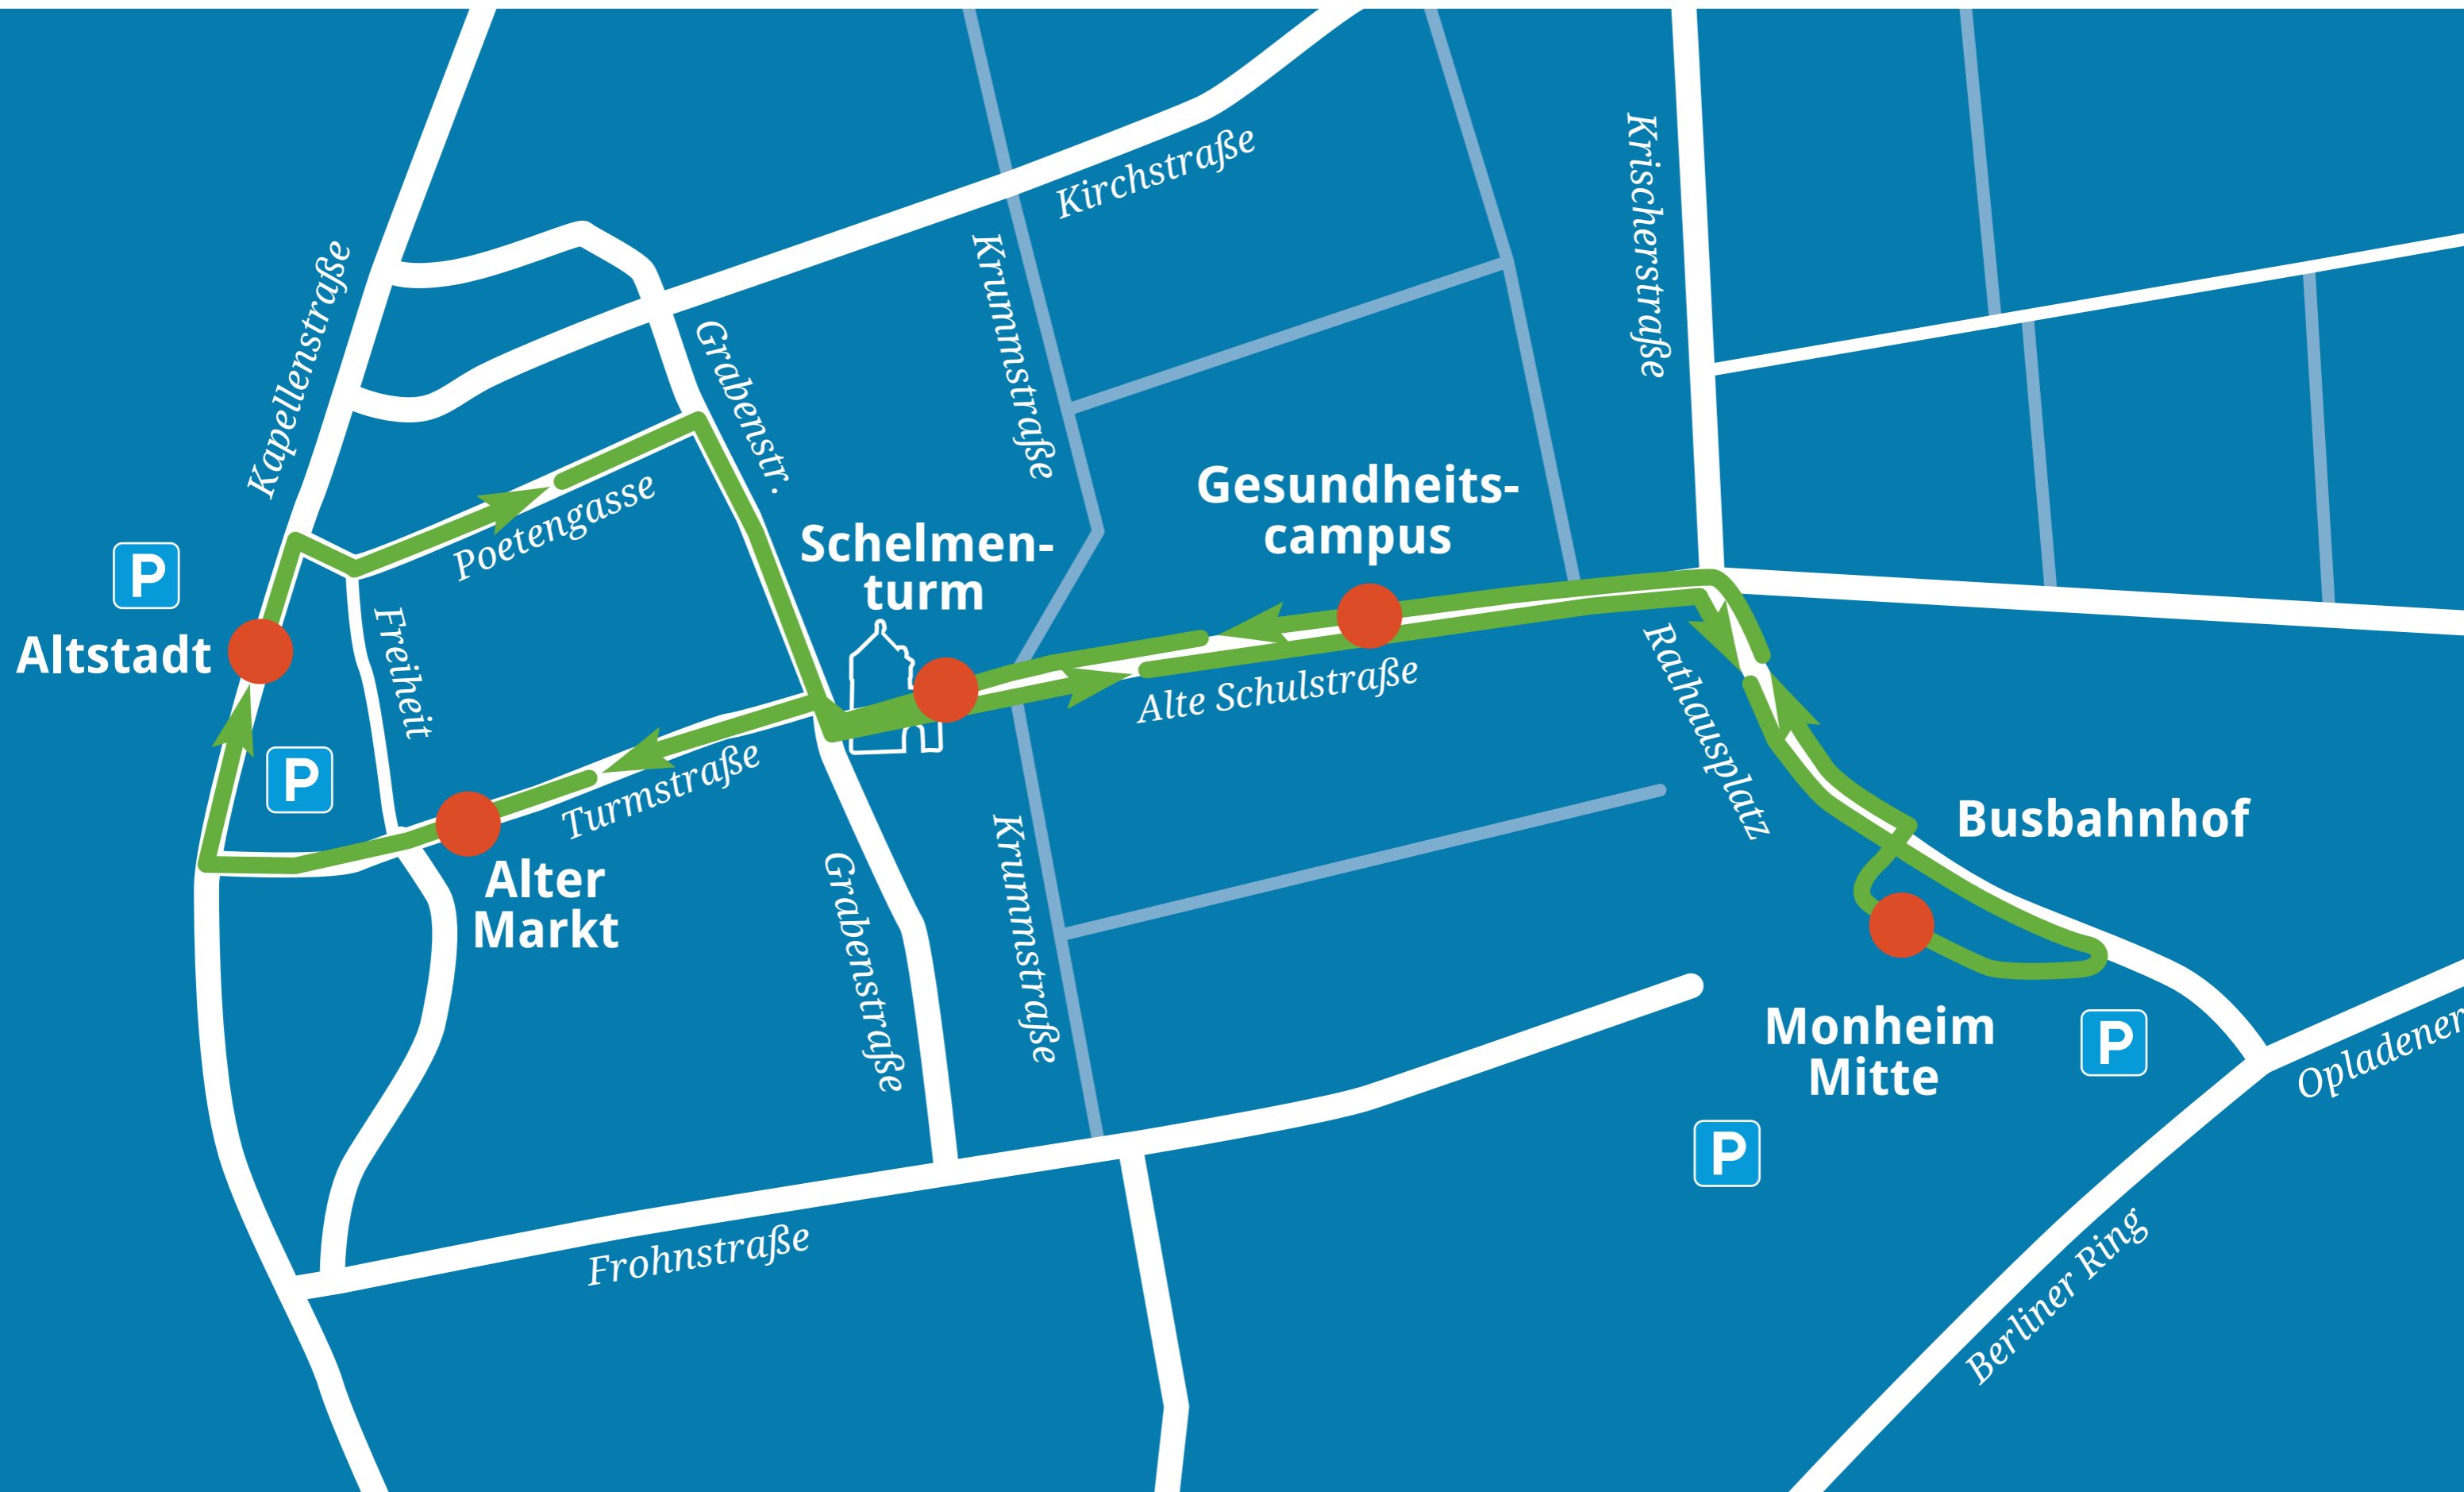 Kirchstraße
Krischerstraße
Kapellenstraße
Krummstraße
Grabenstr.
Gesundheits-
campus
Poetengasse
Schelmen-
turm
P
Altstadt
Freiheit
Alte Schulstraße
Rathausplatz
P
Turmstraße
Busbahnhof
Alter
Markt
Grabenstraße
Krummstraße
Monheim
Mitte
P
Opladener
P
Frohnstraße
Berliner Ring